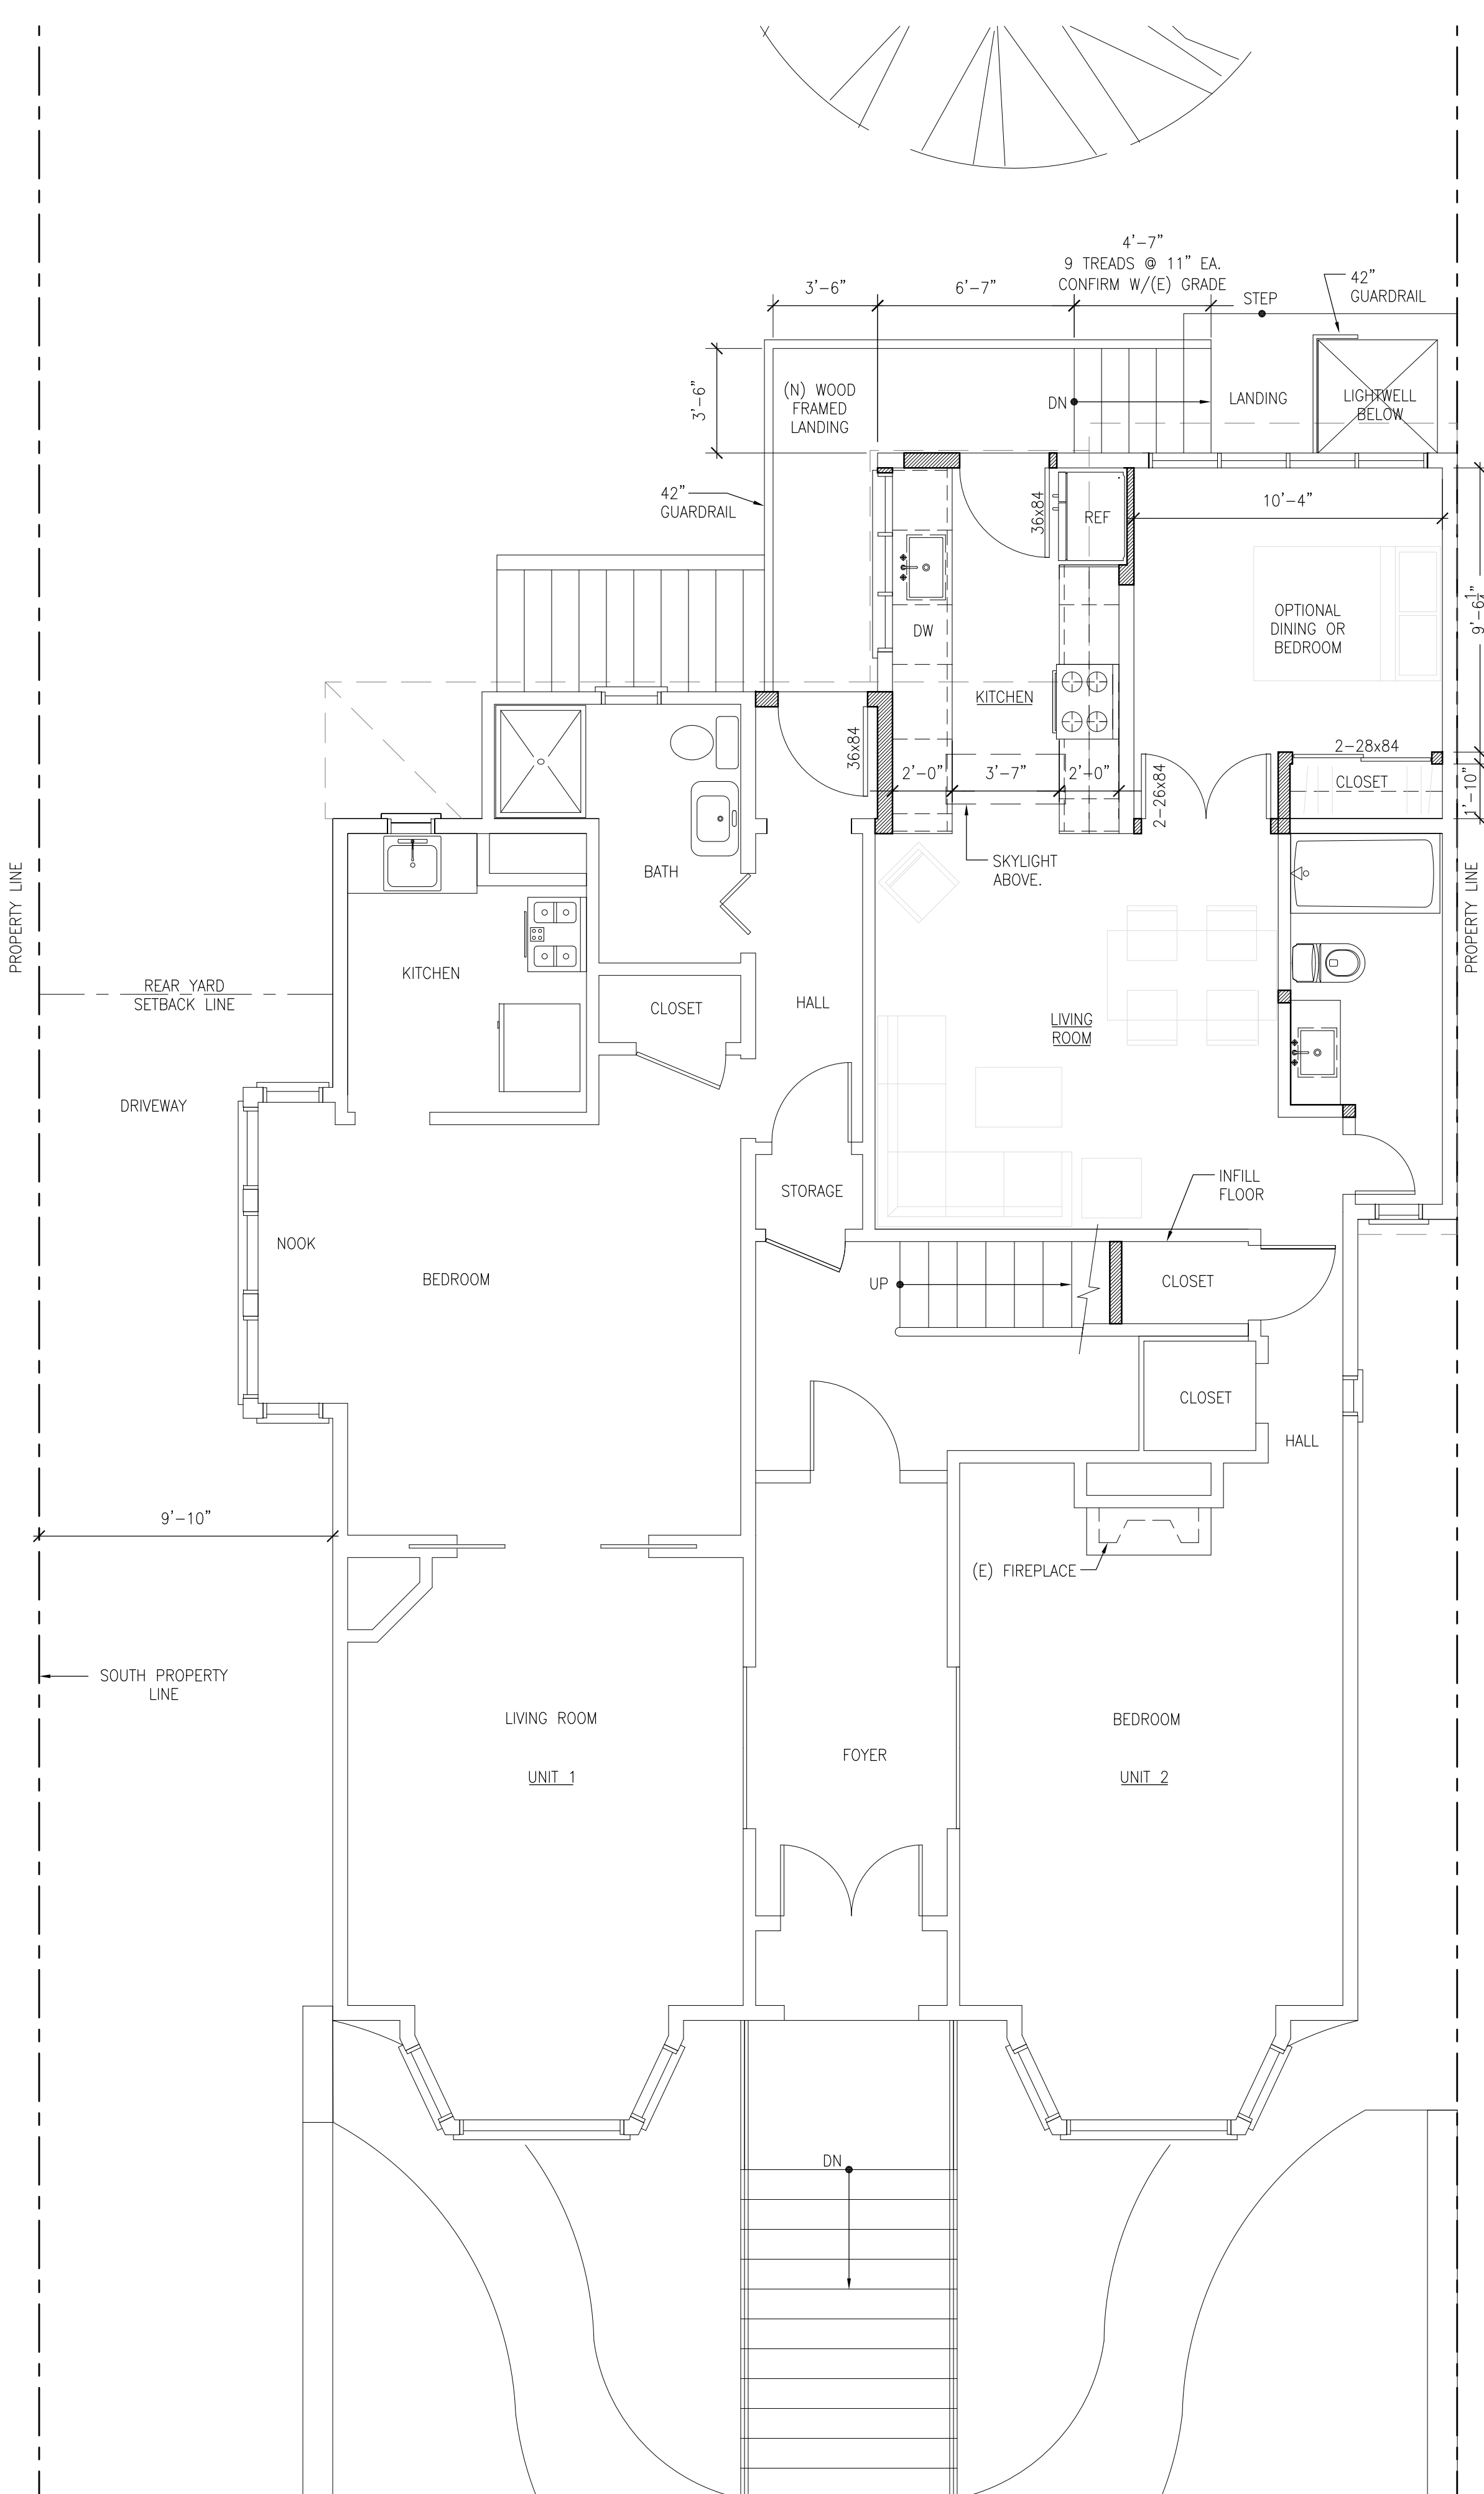 4'-7"
9 TREADS @ 11" EA.
CONFIRM W/(E) GRADE
3'-6"
6'-7"
STEP
42"
GUARDRAIL
3'-6"
(N) WOOD
FRAMED
LANDING
DN
LANDING
LIGHTWELL
BELOW
42"
GUARDRAIL
36x84
REF
10'-4"
9'-6 1/4"
OPTIONAL
DINING OR
BEDROOM
DW
KITCHEN
36x84
2'-0"
3'-7"
2'-0"
2-26x84
2-28x84
CLOSET
1'-10"
SKYLIGHT
ABOVE.
BATH
PROPERTY LINE
PROPERTY LINE
KITCHEN
REAR YARD
SETBACK LINE
CLOSET
HALL
LIVING
ROOM
DRIVEWAY
STORAGE
INFILL
FLOOR
NOOK
BEDROOM
UP
CLOSET
CLOSET
HALL
9'-10"
(E) FIREPLACE
SOUTH PROPERTY
LINE
LIVING ROOM
UNIT 1
FOYER
BEDROOM
UNIT 2
DN